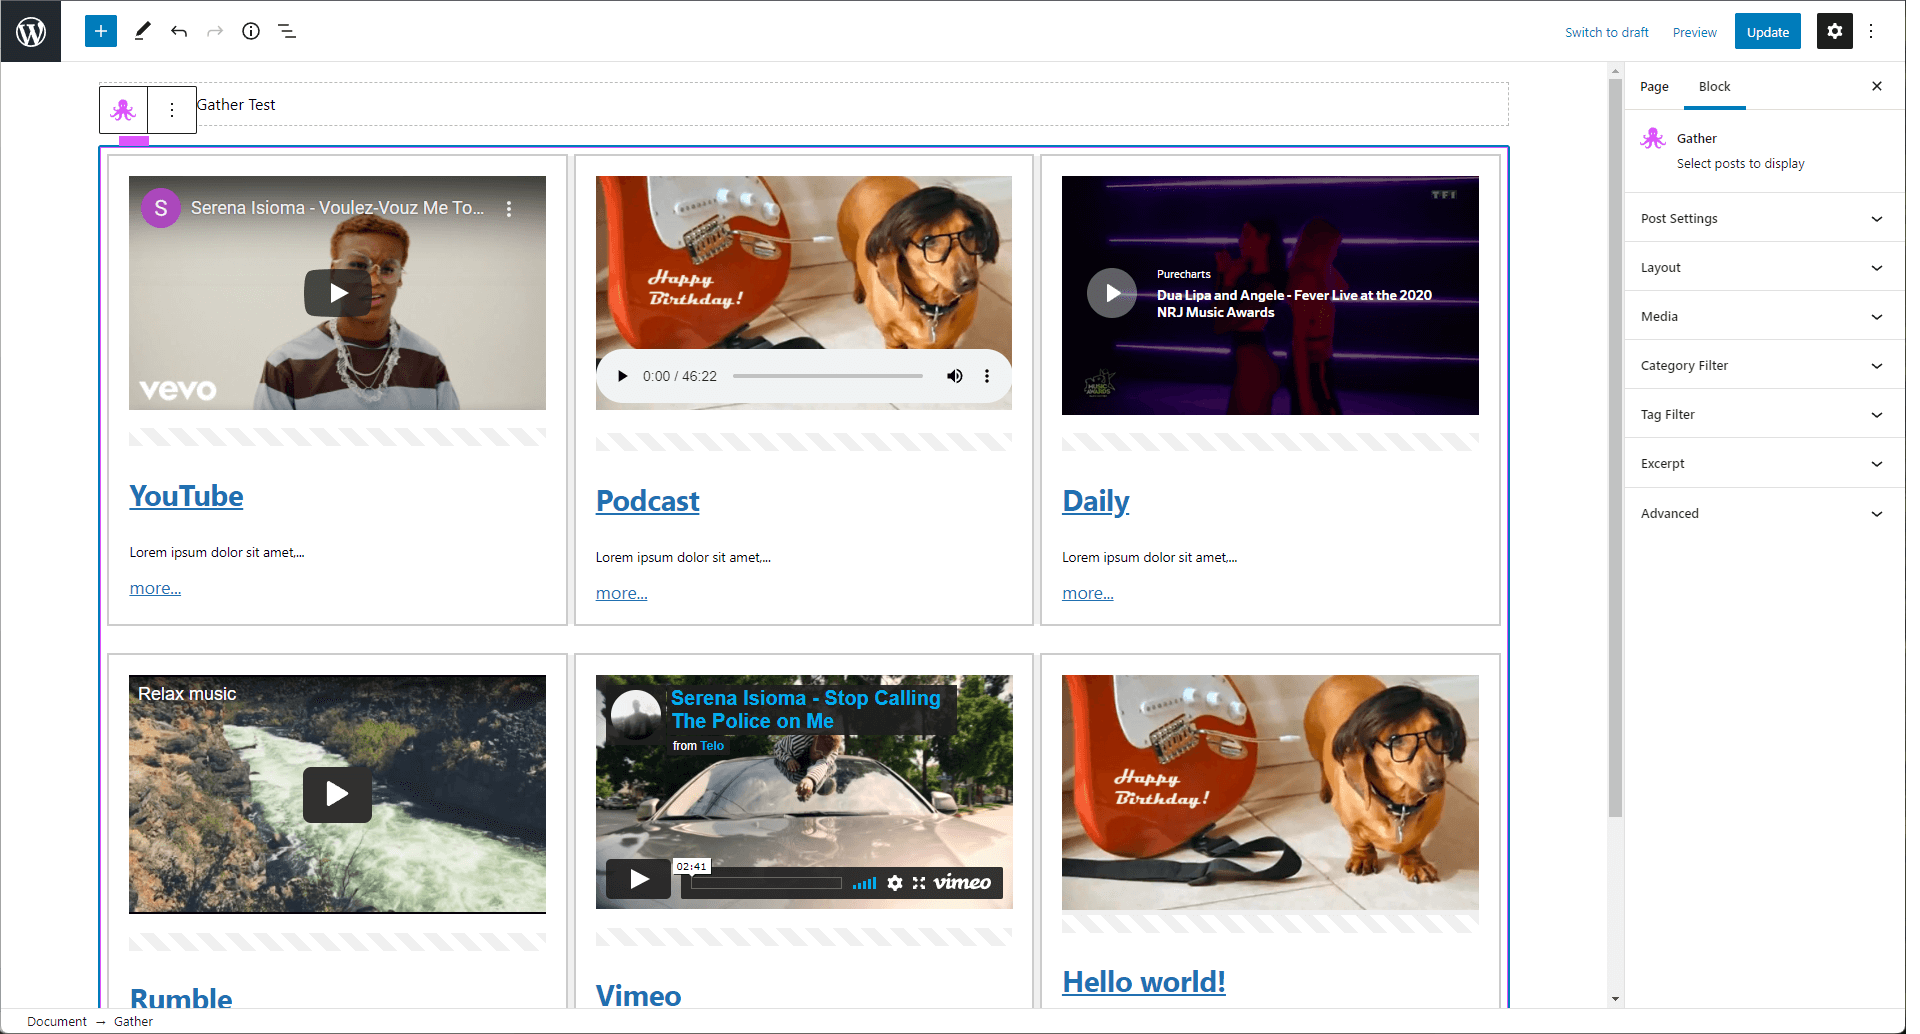 Switch to draft
Preview
Update
Gather Test
S
Serena Isioma - Voulez-Vouz Me To...
vevo
YouTube
Lorem ipsum dolor sit amet,...
more...
Happy
Birthday!
0:00 / 46:22
Podcast
Lorem ipsum dolor sit amet,...
more...
TF1
Purecharts
Dua Lipa and Angele - Fever Live at the 2020
NRJ Music Awards
NRJ
MUSIC
AWARDS
Daily
Lorem ipsum dolor sit amet,...
more...
Relax music
Rumble
Serena Isioma - Stop Calling
The Police on Me
from Telo
02:41
vimeo
Vimeo
Happy
Birthday!
Hello world!
Page
Block
Gather
Select posts to display
Post Settings
Layout
Media
Category Filter
Tag Filter
Excerpt
Advanced
Document → Gather